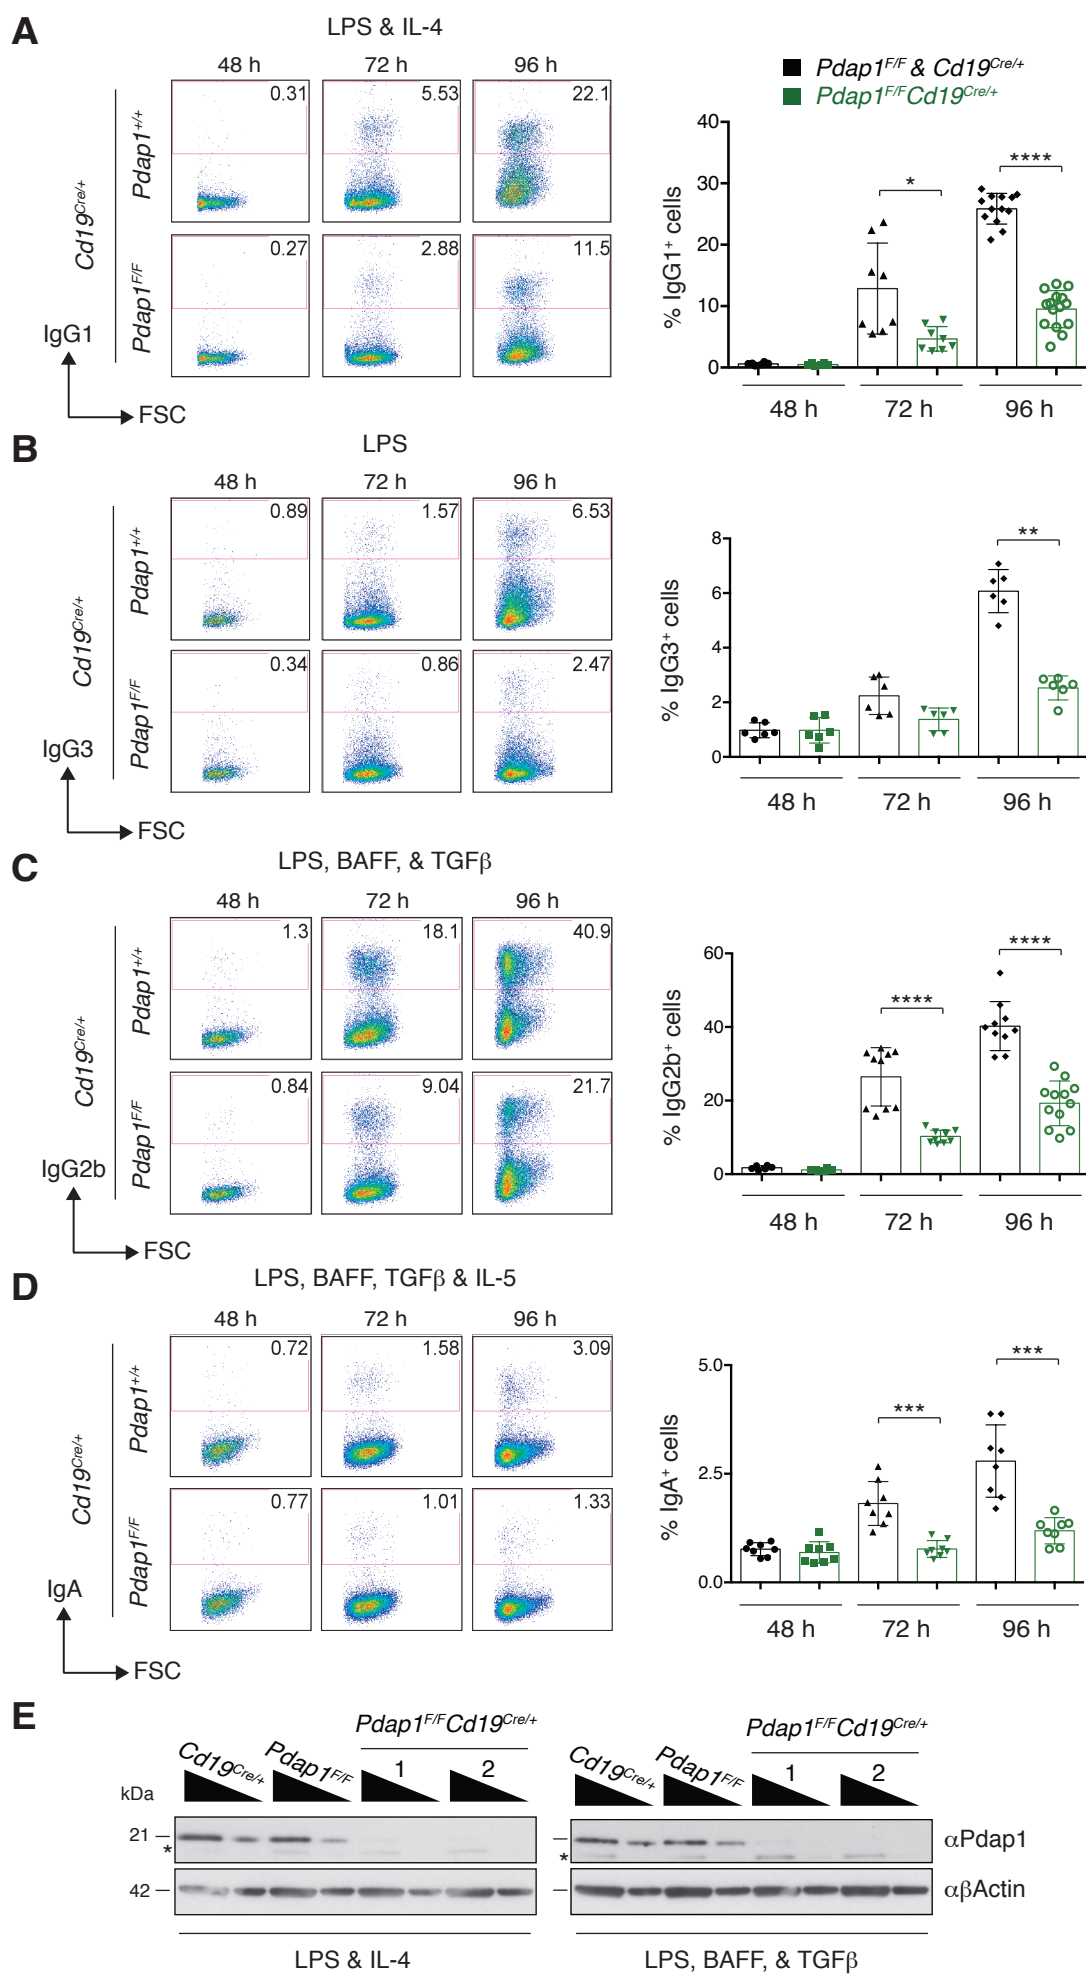 A
LPS & IL-4
48 h 72 h 96 h
Cd19Cre/+
Pdap1+/+
0.31 5.53 22.1
Pdap1F/F
0.27 2.88 11.5
IgG1
FSC
Pdap1F/F & Cd19Cre/+
Pdap1F/FCd19Cre/+
% IgG1+ cells
40
30
20
10
0
* ****
48 h 72 h 96 h
B
LPS
48 h 72 h 96 h
Cd19Cre/+
Pdap1+/+
0.89 1.57 6.53
Pdap1F/F
0.34 0.86 2.47
IgG3
FSC
% IgG3+ cells
8
6
4
2
0
**
48 h 72 h 96 h
C
LPS, BAFF, & TGFβ
48 h 72 h 96 h
Cd19Cre/+
Pdap1+/+
1.3 18.1 40.9
Pdap1F/F
0.84 9.04 21.7
IgG2b
FSC
% IgG2b+ cells
60
40
20
0
**** ****
48 h 72 h 96 h
D
LPS, BAFF, TGFβ & IL-5
48 h 72 h 96 h
Cd19Cre/+
Pdap1+/+
0.72 1.58 3.09
Pdap1F/F
0.77 1.01 1.33
IgA
FSC
% IgA+ cells
5.0
2.5
0.0
*** ***
48 h 72 h 96 h
E
Pdap1F/FCd19Cre/+ Pdap1F/FCd19Cre/+
Cd19Cre/+ Pdap1F/F 1 2 Cd19Cre/+ Pdap1F/F 1 2
kDa
21 αPdap1
* *
42 αβActin
LPS & IL-4 LPS, BAFF, & TGFβ